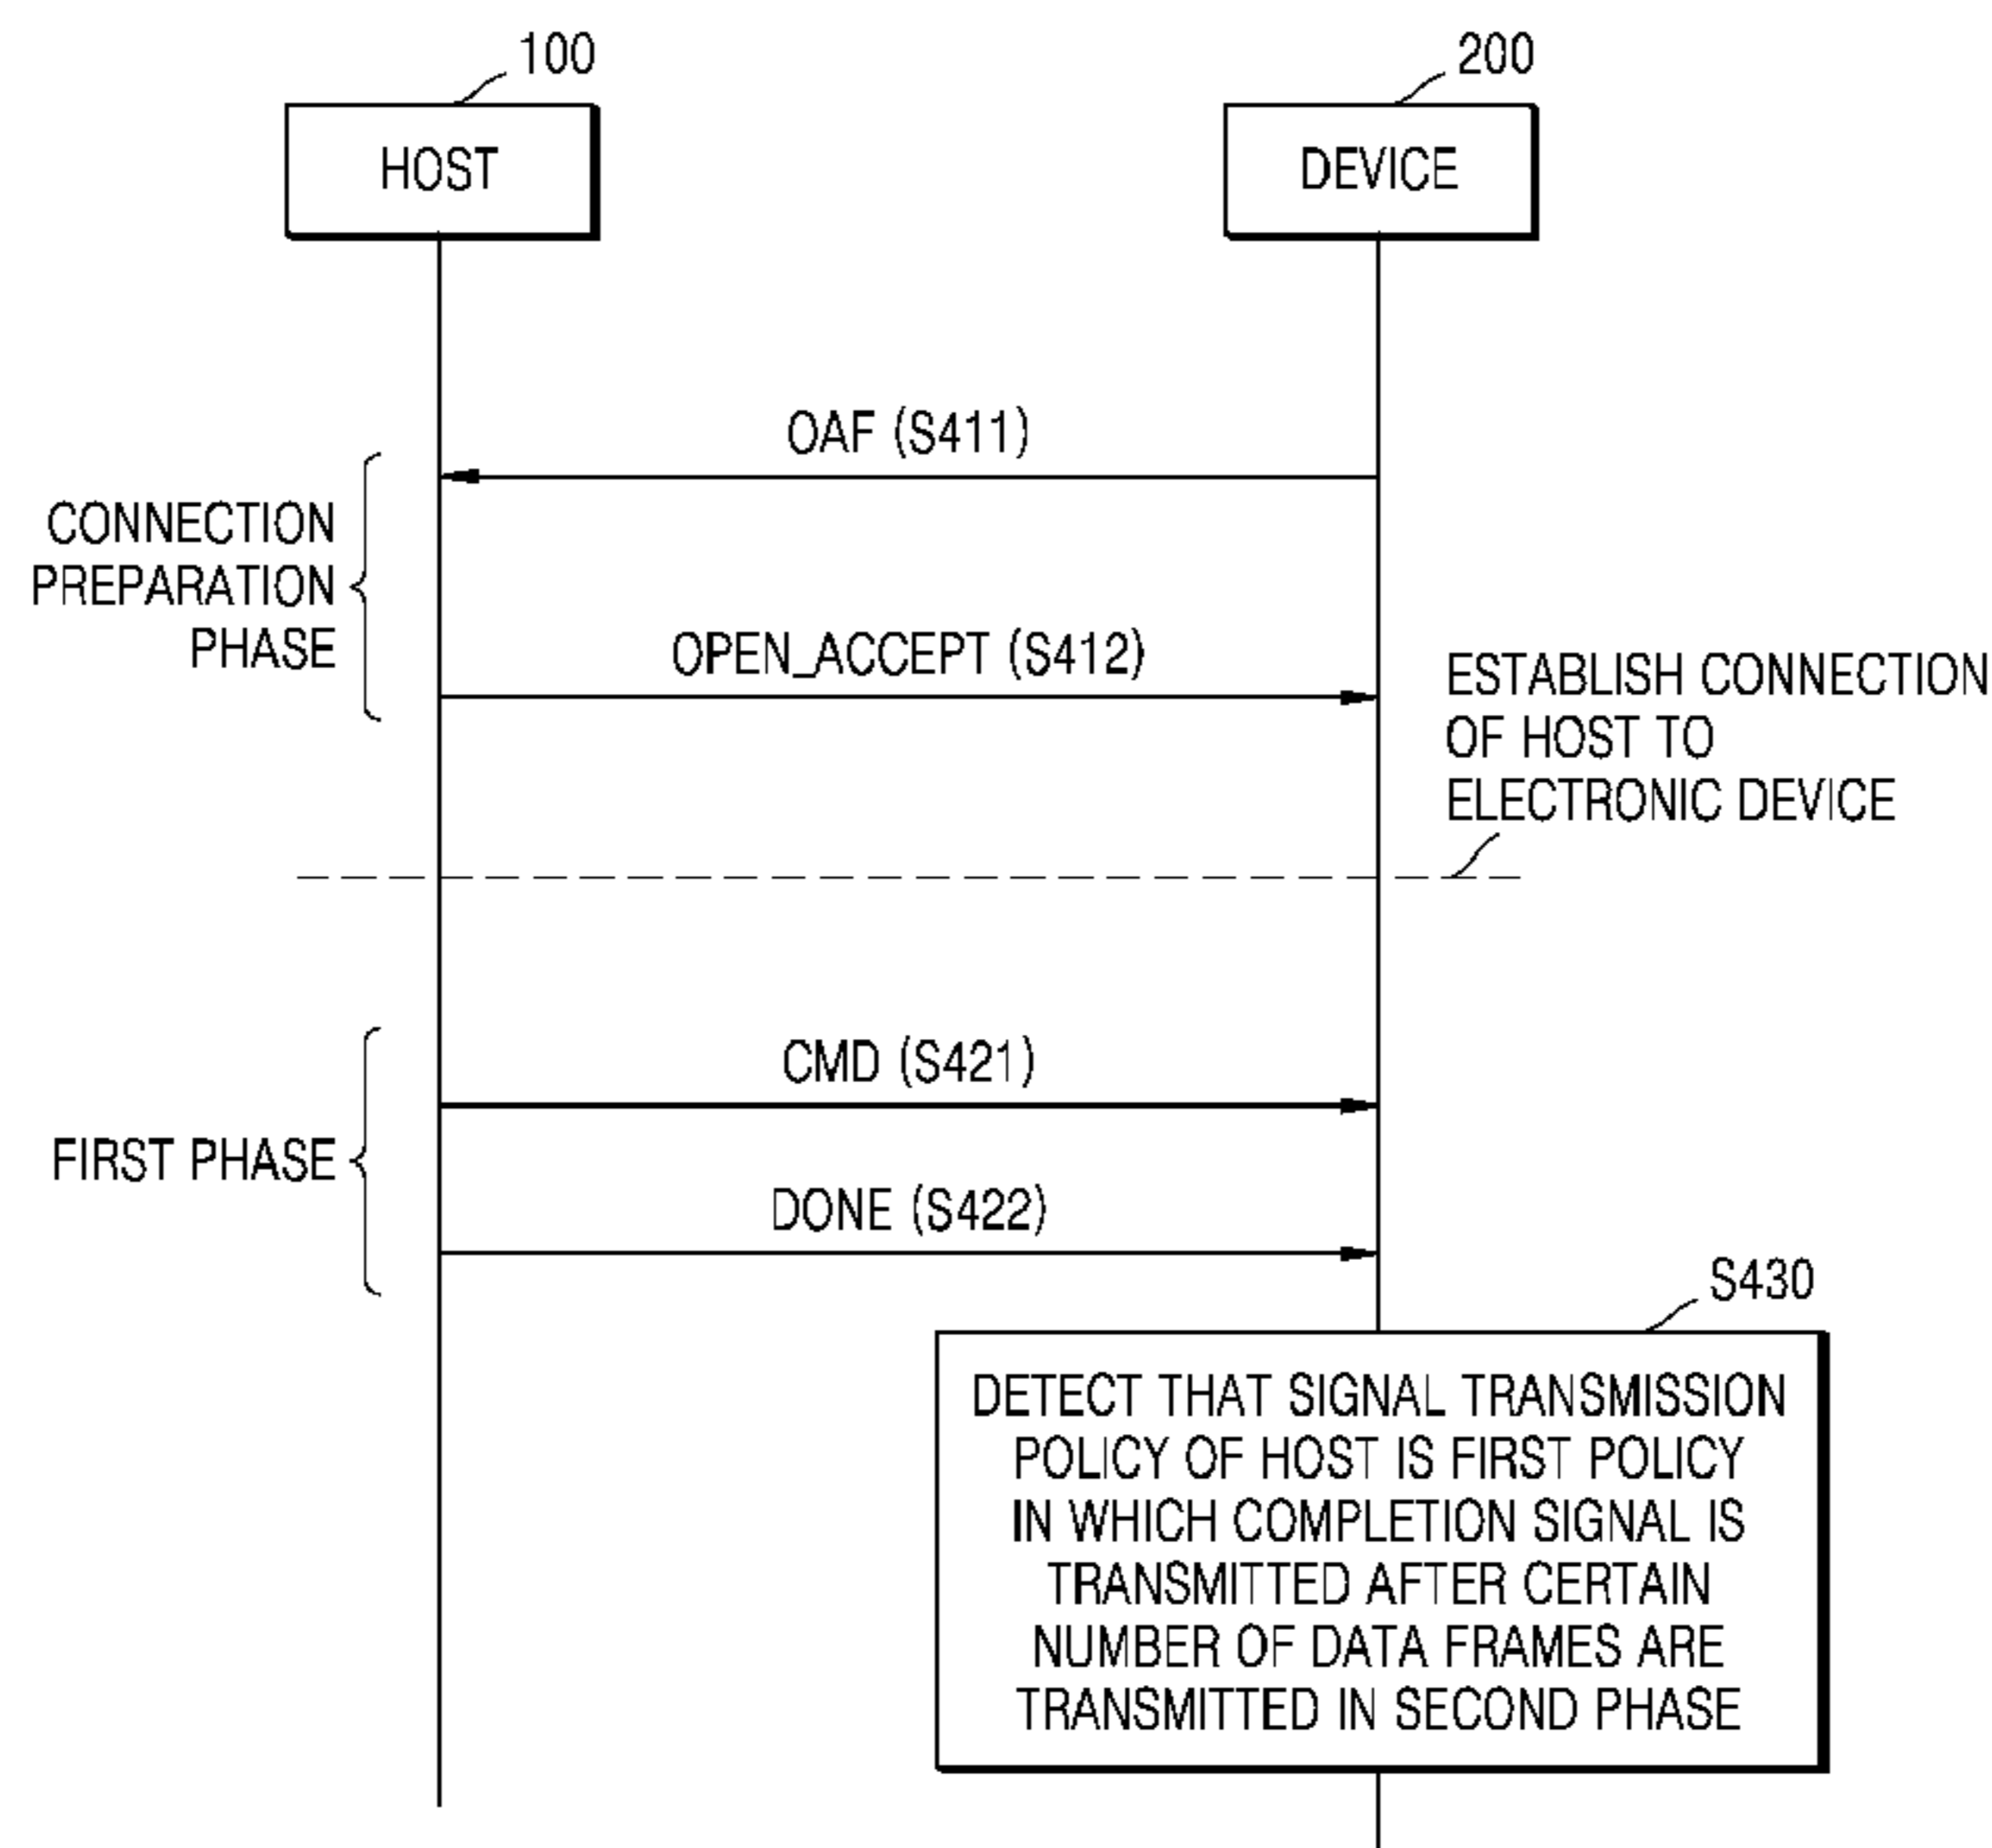 100
200
HOST
DEVICE
OAF (S411)
CONNECTION
PREPARATION
PHASE
OPEN_ACCEPT (S412)
ESTABLISH CONNECTION
OF HOST TO
ELECTRONIC DEVICE
CMD (S421)
FIRST PHASE
DONE (S422)
S430
DETECT THAT SIGNAL TRANSMISSION
POLICY OF HOST IS FIRST POLICY
IN WHICH COMPLETION SIGNAL IS
TRANSMITTED AFTER CERTAIN
NUMBER OF DATA FRAMES ARE
TRANSMITTED IN SECOND PHASE